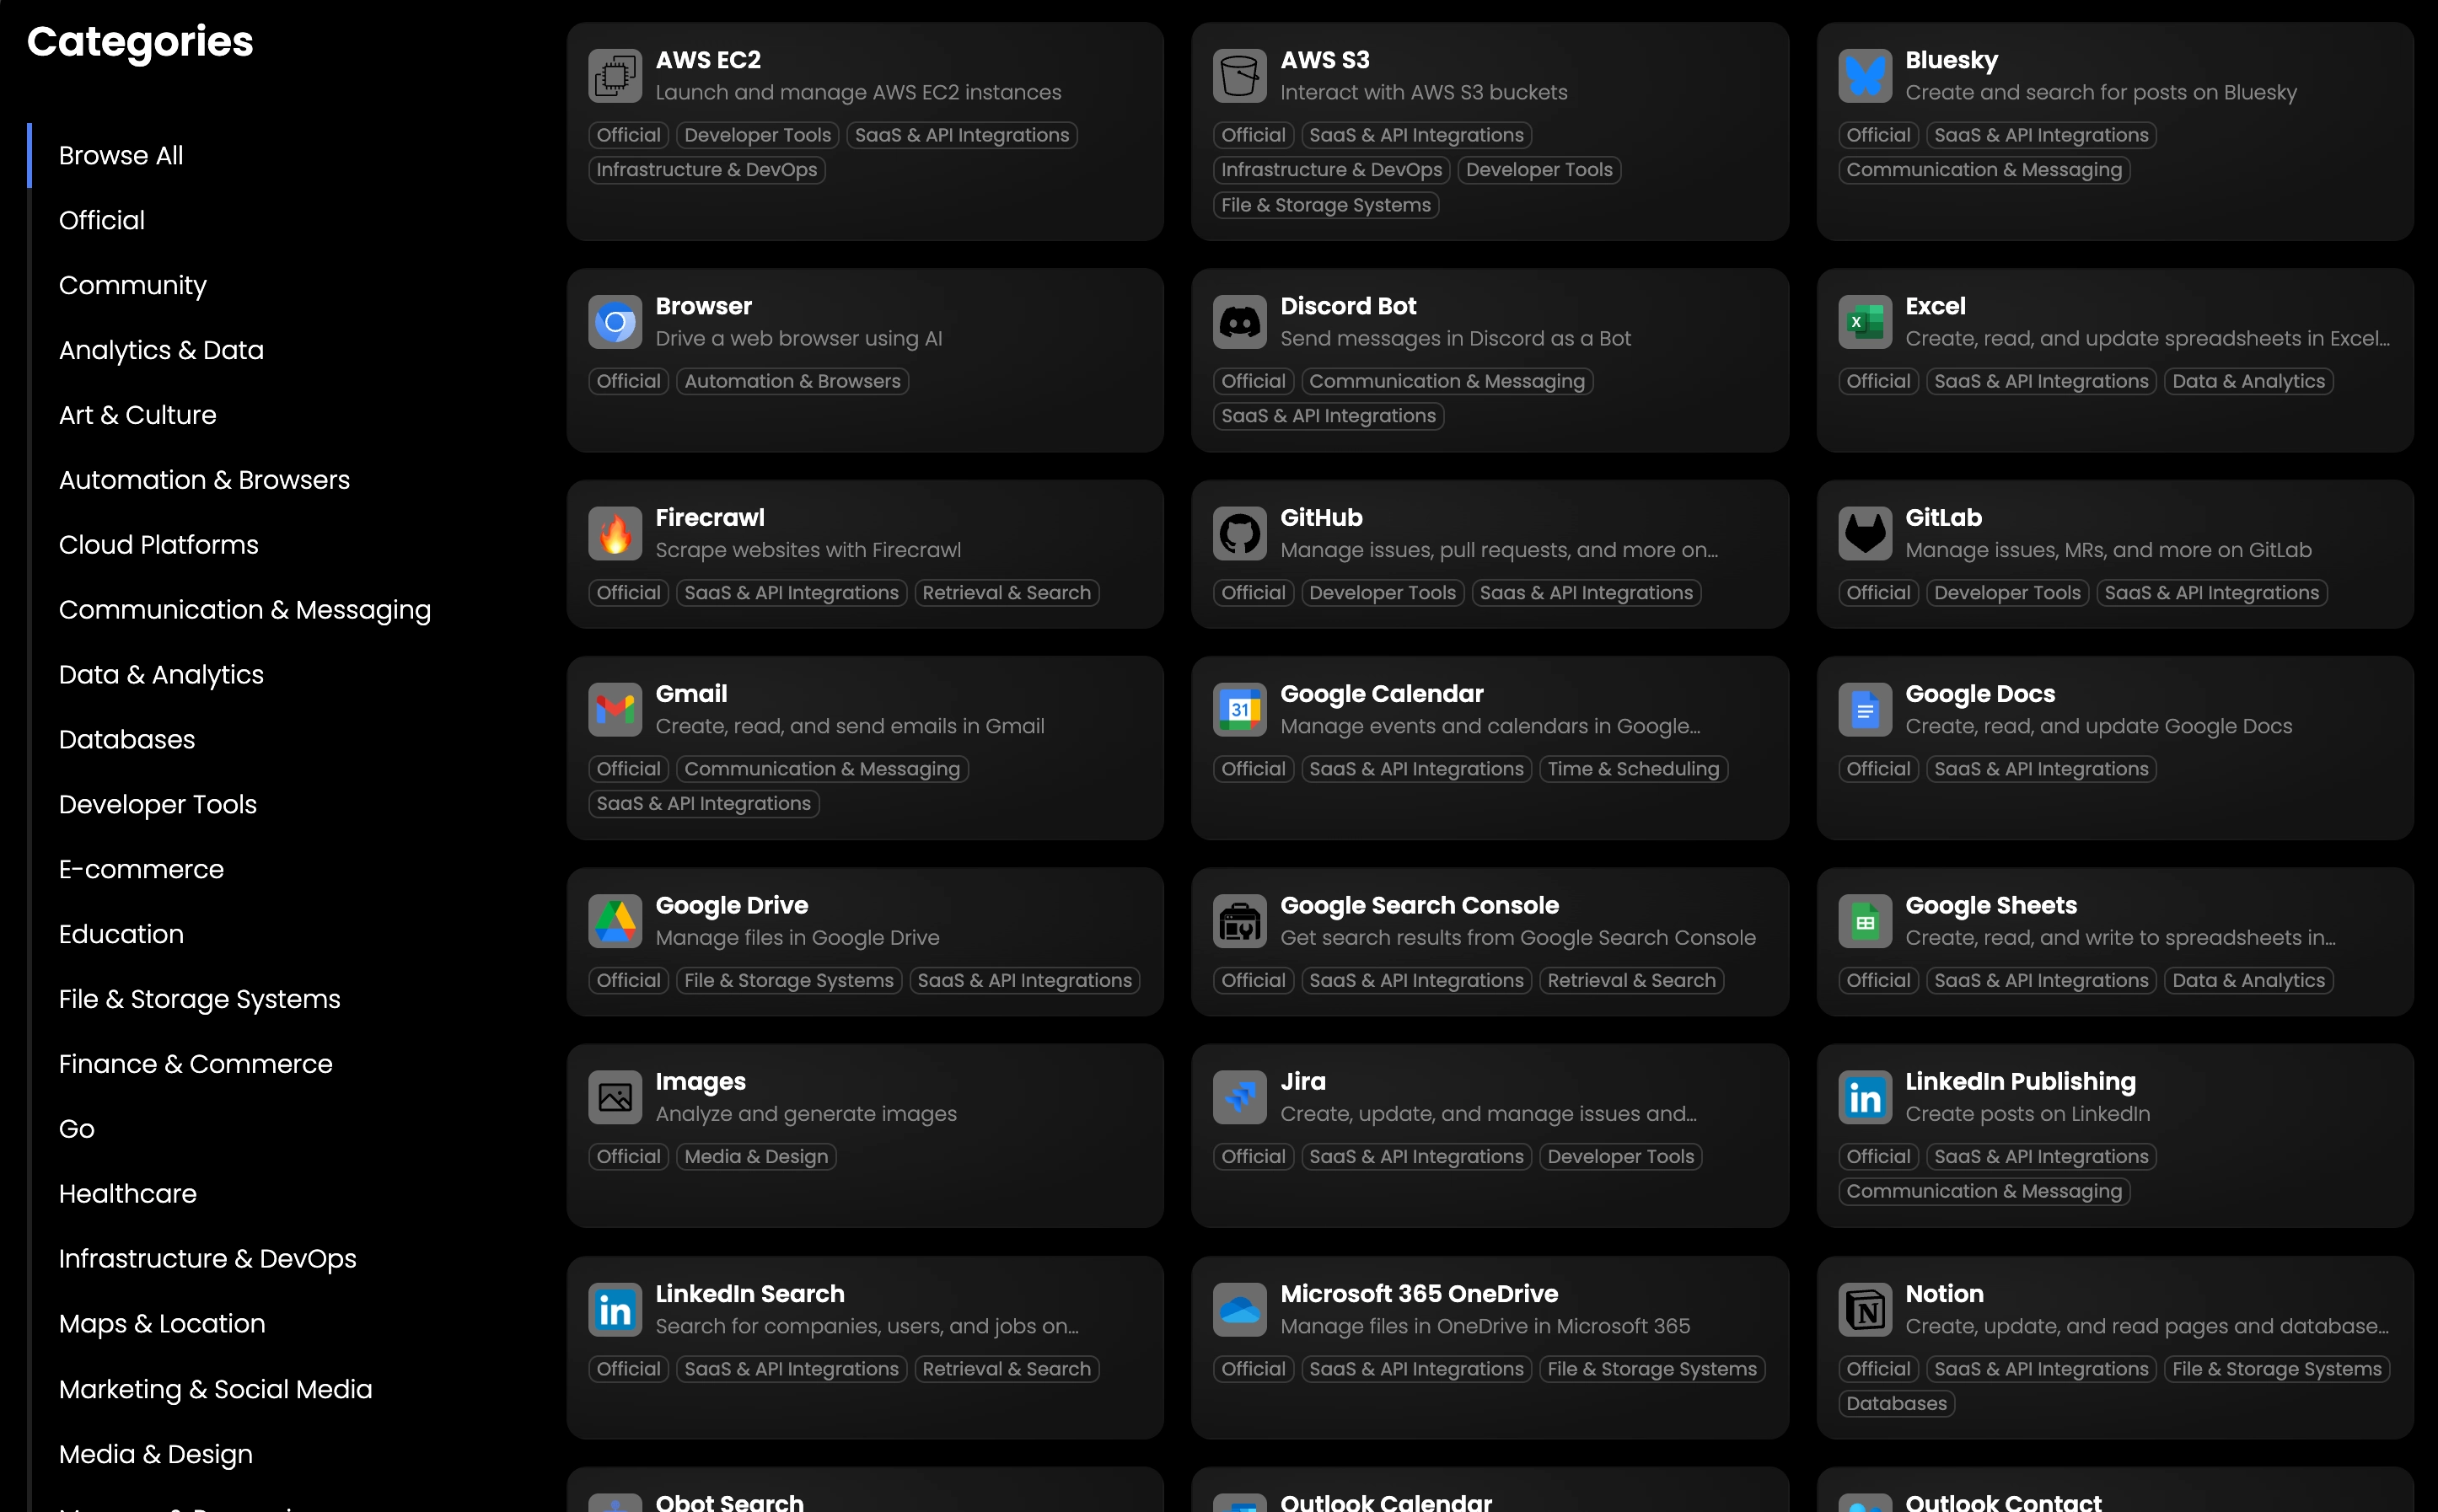 Categories
Browse All
Official
Community
Analytics & Data
Art & Culture
Automation & Browsers
Cloud Platforms
Communication & Messaging
Data & Analytics
Databases
Developer Tools
E-commerce
Education
File & Storage Systems
Finance & Commerce
Go
Healthcare
Infrastructure & DevOps
Maps & Location
Marketing & Social Media
Media & Design
AWS EC2
Launch and manage AWS EC2 instances
Official Developer Tools SaaS & API Integrations
Infrastructure & DevOps
AWS S3
Interact with AWS S3 buckets
Official SaaS & API Integrations
Infrastructure & DevOps Developer Tools
File & Storage Systems
Bluesky
Create and search for posts on Bluesky
Official SaaS & API Integrations
Communication & Messaging
Browser
Drive a web browser using AI
Official Automation & Browsers
Discord Bot
Send messages in Discord as a Bot
Official Communication & Messaging
SaaS & API Integrations
X
Excel
Create, read, and update spreadsheets in Excel...
Official SaaS & API Integrations Data & Analytics
Firecrawl
Scrape websites with Firecrawl
Official SaaS & API Integrations Retrieval & Search
GitHub
Manage issues, pull requests, and more on...
Official Developer Tools Saas & API Integrations
GitLab
Manage issues, MRs, and more on GitLab
Official Developer Tools SaaS & API Integrations
Gmail
Create, read, and send emails in Gmail
Official Communication & Messaging
SaaS & API Integrations
31
Google Calendar
Manage events and calendars in Google...
Official SaaS & API Integrations Time & Scheduling
Google Docs
Create, read, and update Google Docs
Official SaaS & API Integrations
Google Drive
Manage files in Google Drive
Official File & Storage Systems SaaS & API Integrations
Google Search Console
Get search results from Google Search Console
Official SaaS & API Integrations Retrieval & Search
Google Sheets
Create, read, and write to spreadsheets in...
Official SaaS & API Integrations Data & Analytics
Images
Analyze and generate images
Official Media & Design
Jira
Create, update, and manage issues and...
Official SaaS & API Integrations Developer Tools
in
LinkedIn Publishing
Create posts on LinkedIn
Official SaaS & API Integrations
Communication & Messaging
in
LinkedIn Search
Search for companies, users, and jobs on...
Official SaaS & API Integrations Retrieval & Search
Microsoft 365 OneDrive
Manage files in OneDrive in Microsoft 365
Official SaaS & API Integrations File & Storage Systems
N
Notion
Create, update, and read pages and database...
Official SaaS & API Integrations File & Storage Systems
Databases
Obot Search
Outlook Calendar
Outlook Contact